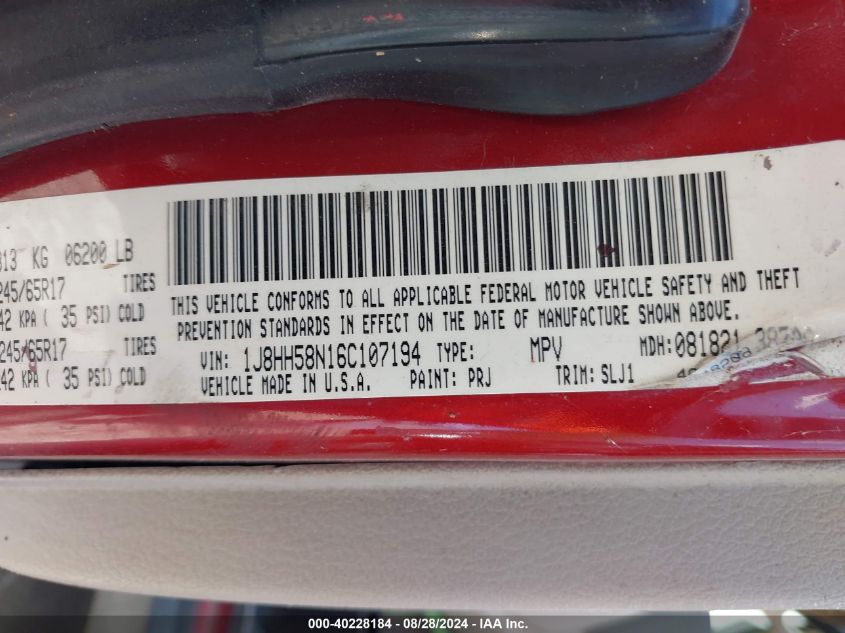 313 KG 06200 LB
245/65R17 TIRES
42 KPA ( 35 PSI) COLD
245/65R17 TIRES
42 KPA ( 35 PSI) COLD
THIS VEHICLE CONFORMS TO ALL APPLICABLE FEDERAL MOTOR VEHICLE SAFETY AND THEFT
PREVENTION STANDARDS IN EFFECT ON THE DATE OF MANUFACTURE SHOWN ABOVE.
VIN: 1J8HH58N16C107194 TYPE: MPV MDH: 081821
VEHICLE MADE IN U.S.A. PAINT: PRJ TRIM: SLJ1
000-40228184 - 08/28/2024 - IAA Inc.